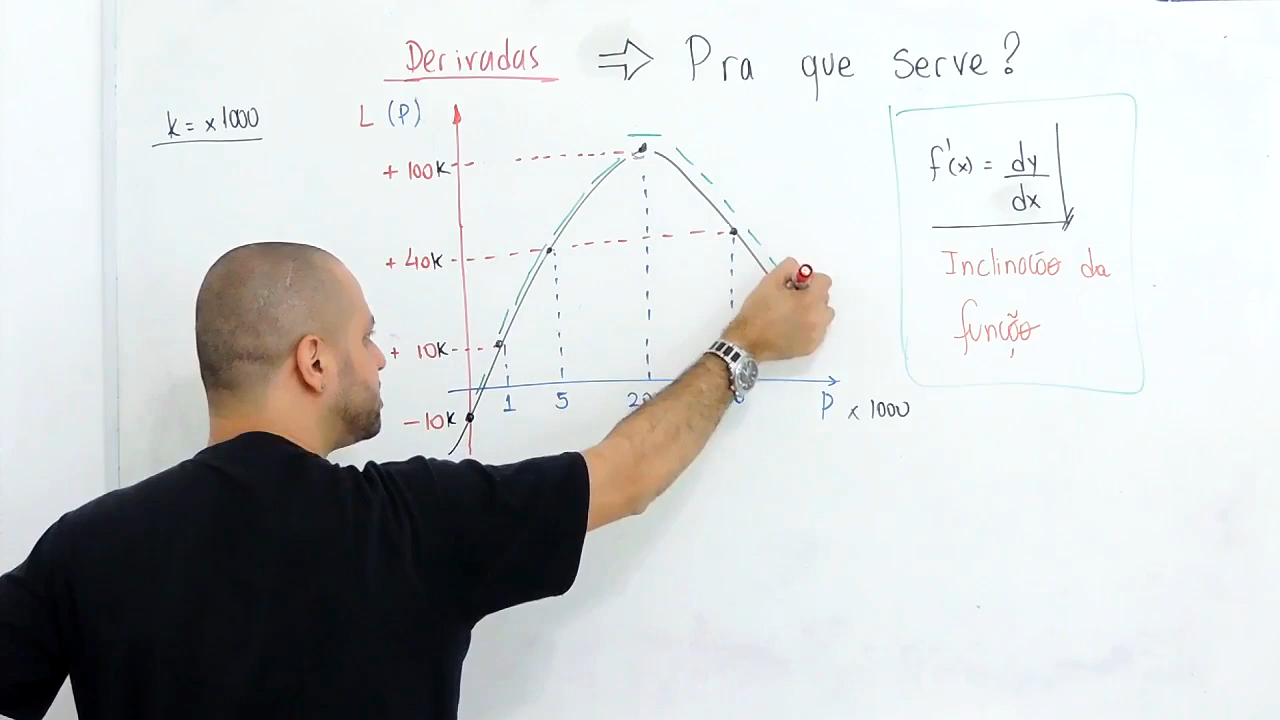 Derivadas ⇒ Pra que serve?
k = x 1000
L (P)
+ 100K
+ 40K
+ 10K
-10K
1 5
P x 1000
f'(x) = dy/dx
Inclinação da
função